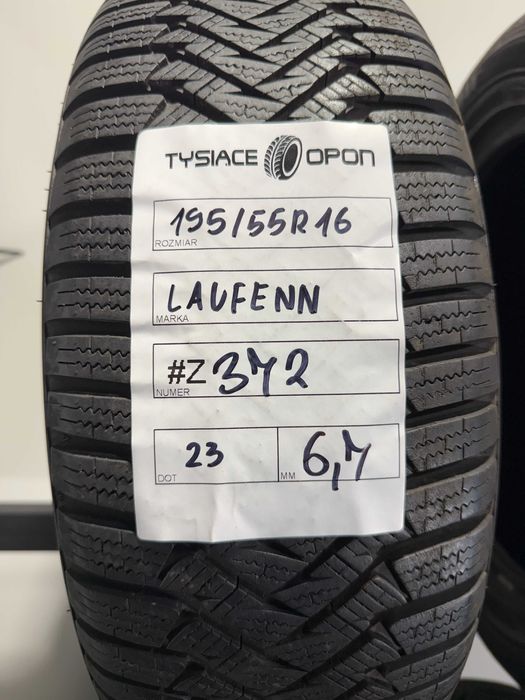 TYSIACE OPON
195/55R16
ROZMIAR
LAUFENN
MARKA
#Z 372
NUMER
23 6,7
DOT MM